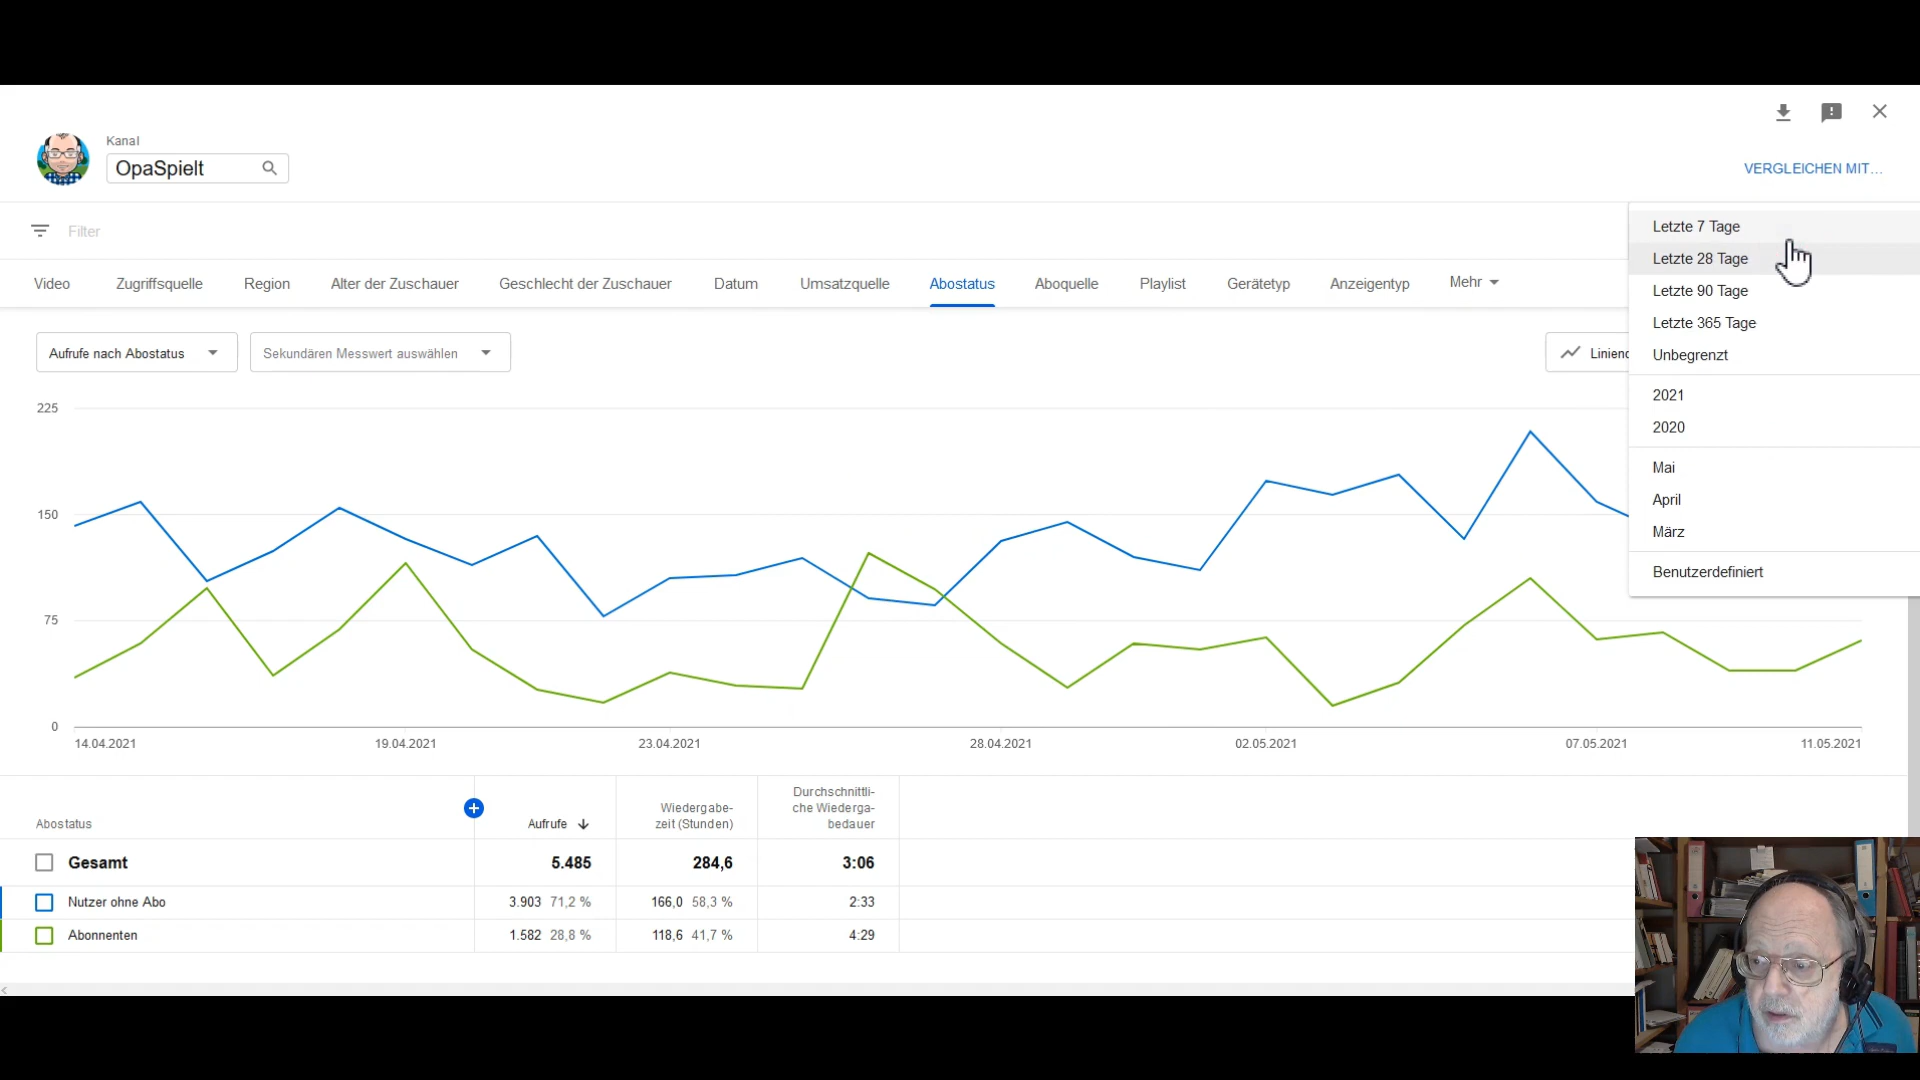 Kanal
OpaSpielt
VERGLEICHEN MIT...
Filter
Video Zugriffsquelle Region Alter der Zuschauer Geschlecht der Zuschauer Datum Umsatzquelle Abostatus Aboquelle Playlist Gerätetyp Anzeigentyp Mehr
Letzte 7 Tage
Letzte 28 Tage
Letzte 90 Tage
Letzte 365 Tage
Unbegrenzt
2021
2020
Mai
April
März
Benutzerdefiniert
Aufrufe nach Abostatus Sekundären Messwert auswählen
225
150
75
0
14.04.2021 19.04.2021 23.04.2021 28.04.2021 02.05.2021 07.05.2021 11.05.2021
Abostatus
Aufrufe
Wiedergabe-
zeit (Stunden)
Durchschnittli-
che Wiederga-
bedauer
Gesamt 5.485 284,6 3:06
Nutzer ohne Abo 3.903 71,2 % 166,0 58,3 % 2:33
Abonnenten 1.582 28,8 % 118,6 41,7 % 4:29